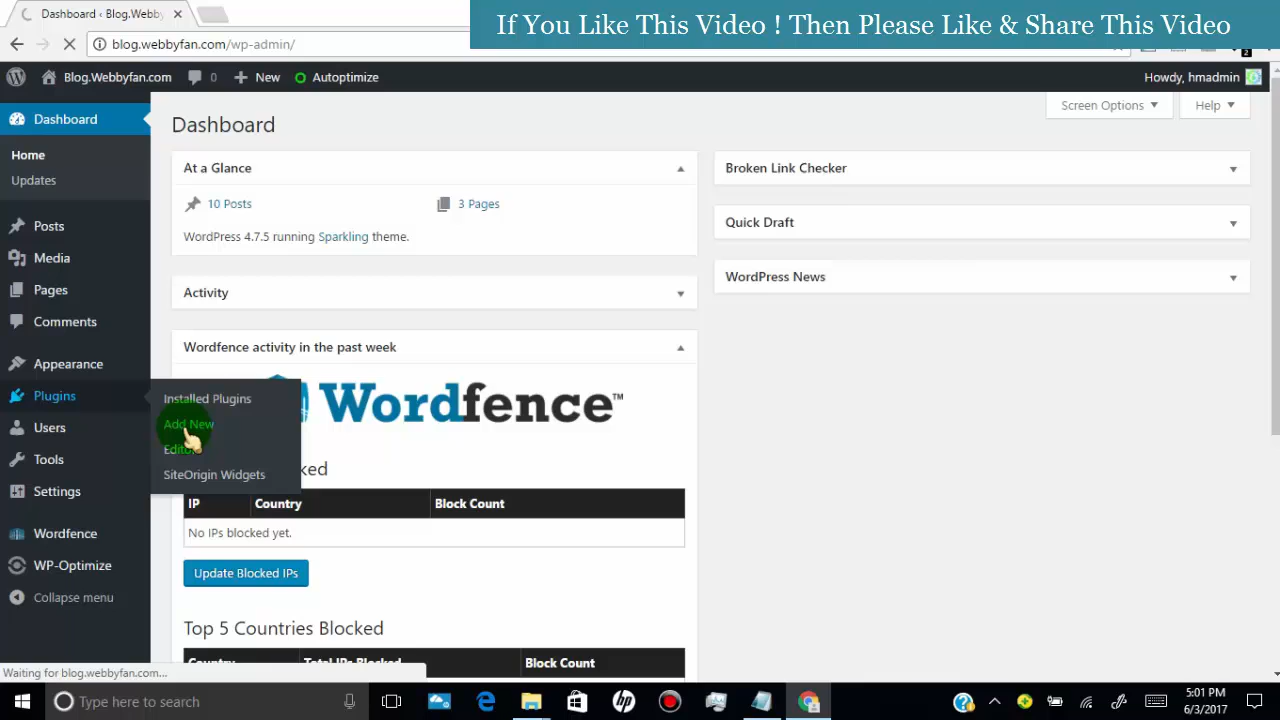 Dashboard ‹ Blog.Webby
If You Like This Video ! Then Please Like & Share This Video
blog.webbyfan.com/wp-admin/
2
Blog.Webbyfan.com 0 New Autoptimize Howdy, hmadmin
Dashboard
Screen Options Help
Dashboard
Home
Updates
Posts
Media
Pages
Comments
Appearance
Plugins
Users
Tools
Settings
Wordfence
WP-Optimize
Collapse menu
Installed Plugins
Add New
Editor
SiteOrigin Widgets
At a Glance
10 Posts 3 Pages
WordPress 4.7.5 running Sparkling theme.
Activity
Wordfence activity in the past week
Wordfence™
IP Country Block Count
No IPs blocked yet.
Update Blocked IPs
Top 5 Countries Blocked
Country Total IPs Blocked Block Count
Broken Link Checker
Quick Draft
WordPress News
Waiting for blog.webbyfan.com...
Type here to search
5:01 PM
6/3/2017